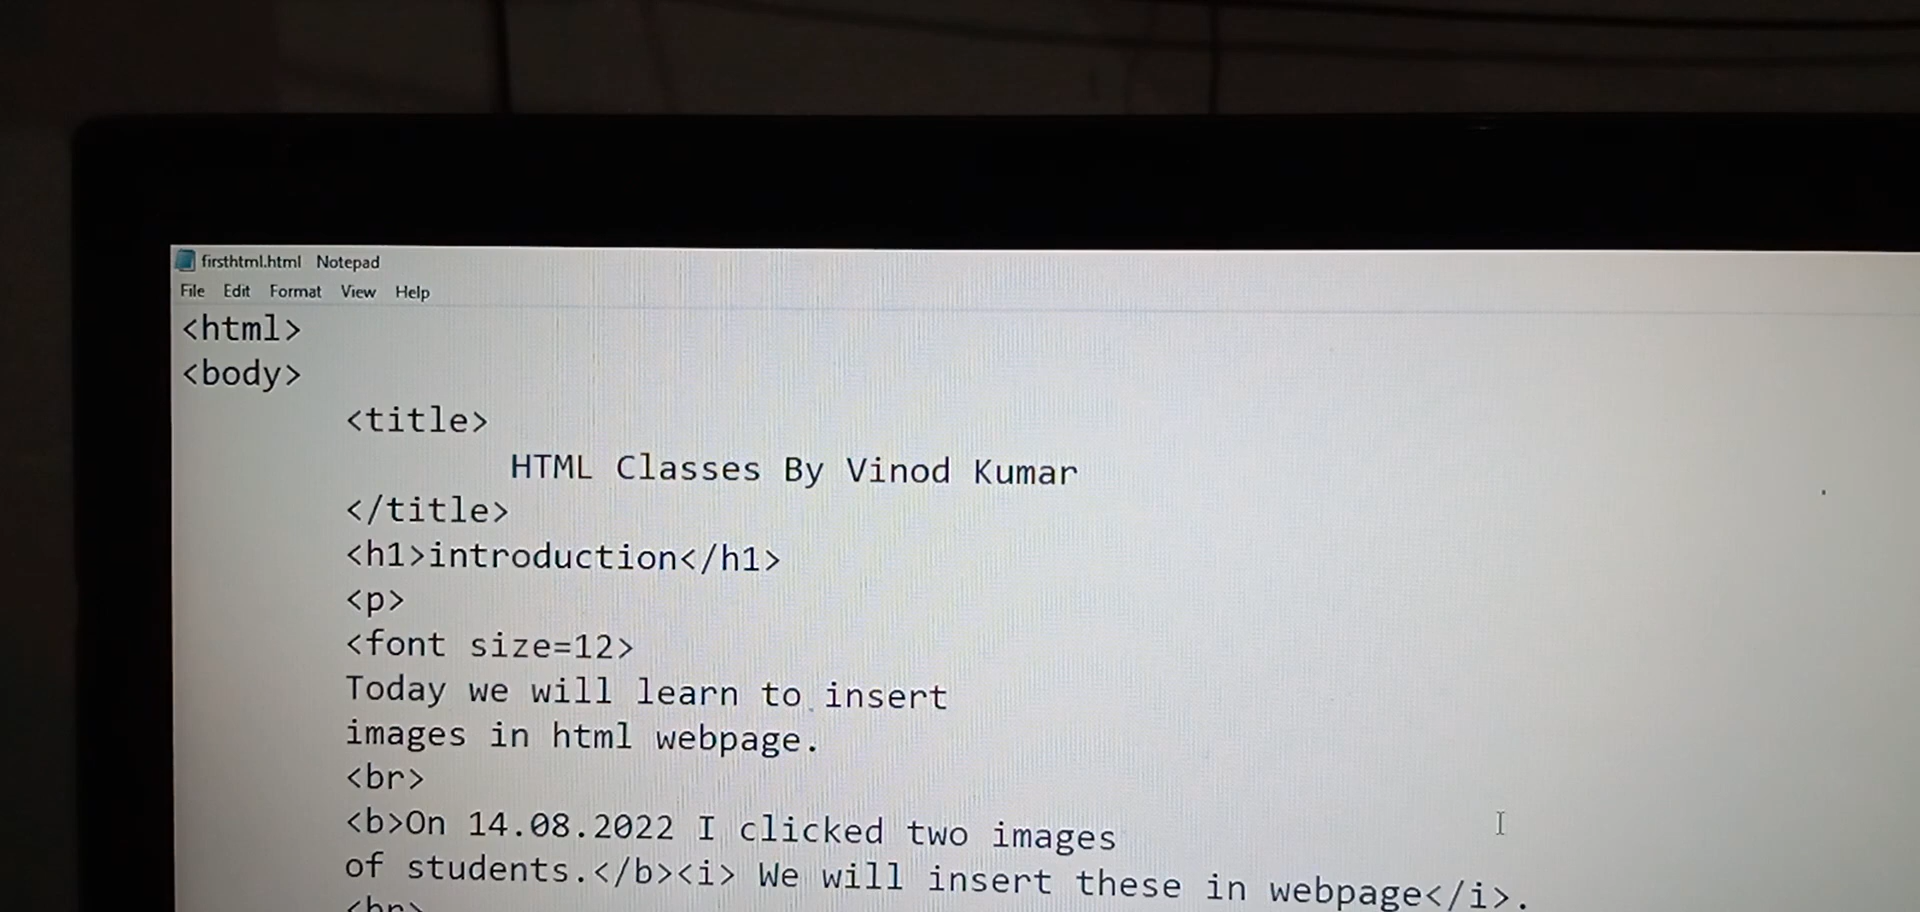 firsthtml.html Notepad
File Edit Format View Help
<html>
<body>
<title>
HTML Classes By Vinod Kumar
</title>
<h1>introduction</h1>
<p>
<font size=12>
Today we will learn to insert
images in html webpage.
<br>
<b>On 14.08.2022 I clicked two images
of students.</b><i> We will insert these in webpage</i>.